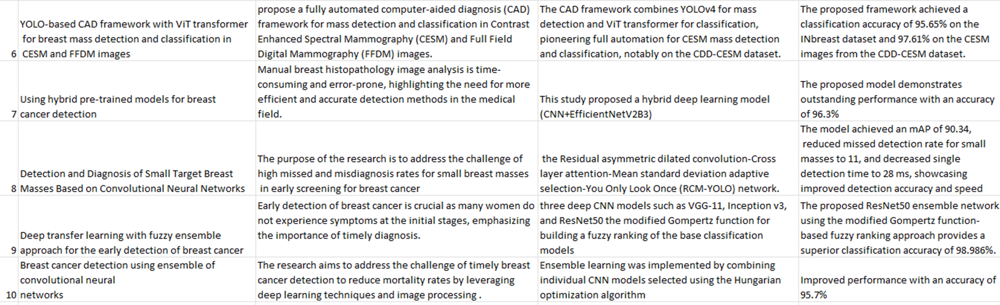 6
YOLO-based CAD framework with ViT transformer
for breast mass detection and classification in
CESM and FFDM images
propose a fully automated computer-aided diagnosis (CAD)
framework for mass detection and classification in Contrast
Enhanced Spectral Mammography (CESM) and Full Field
Digital Mammography (FFDM) images.
The CAD framework combines YOLOv4 for mass
detection and ViT transformer for classification,
pioneering full automation for CESM mass detection
and classification, notably on the CDD-CESM dataset.
The proposed framework achieved a
classification accuracy of 95.65% on the
INbreast dataset and 97.61% on the CESM
images from the CDD-CESM dataset.
7
Using hybrid pre-trained models for breast
cancer detection
Manual breast histopathology image analysis is time-
consuming and error-prone, highlighting the need for more
efficient and accurate detection methods in the medical
field.
This study proposed a hybrid deep learning model
(CNN+EfficientNetV2B3)
The proposed model demonstrates
outstanding performance with an accuracy
of 96.3%
8
Detection and Diagnosis of Small Target Breast
Masses Based on Convolutional Neural Networks
The purpose of the research is to address the challenge of
high missed and misdiagnosis rates for small breast masses
in early screening for breast cancer
the Residual asymmetric dilated convolution-Cross
layer attention-Mean standard deviation adaptive
selection-You Only Look Once (RCM-YOLO) network.
The model achieved an mAP of 90.34,
reduced missed detection rate for small
masses to 11, and decreased single
detection time to 28 ms, showcasing
improved detection accuracy and speed
9
Deep transfer learning with fuzzy ensemble
approach for the early detection of breast cancer
Early detection of breast cancer is crucial as many women do
not experience symptoms at the initial stages, emphasizing
the importance of timely diagnosis.
three deep CNN models such as VGG-11, Inception v3,
and ResNet50 the modified Gompertz function for
building a fuzzy ranking of the base classification
models
The proposed ResNet50 ensemble network
using the modified Gompertz function-
based fuzzy ranking approach provides a
superior classification accuracy of 98.986%.
10
Breast cancer detection using ensemble of
convolutional neural
networks
The research aims to address the challenge of timely breast
cancer detection to reduce mortality rates by leveraging
deep learning techniques and image processing .
Ensemble learning was implemented by combining
individual CNN models selected using the Hungarian
optimization algorithm
Improved performance with an accuracy of
95.7%